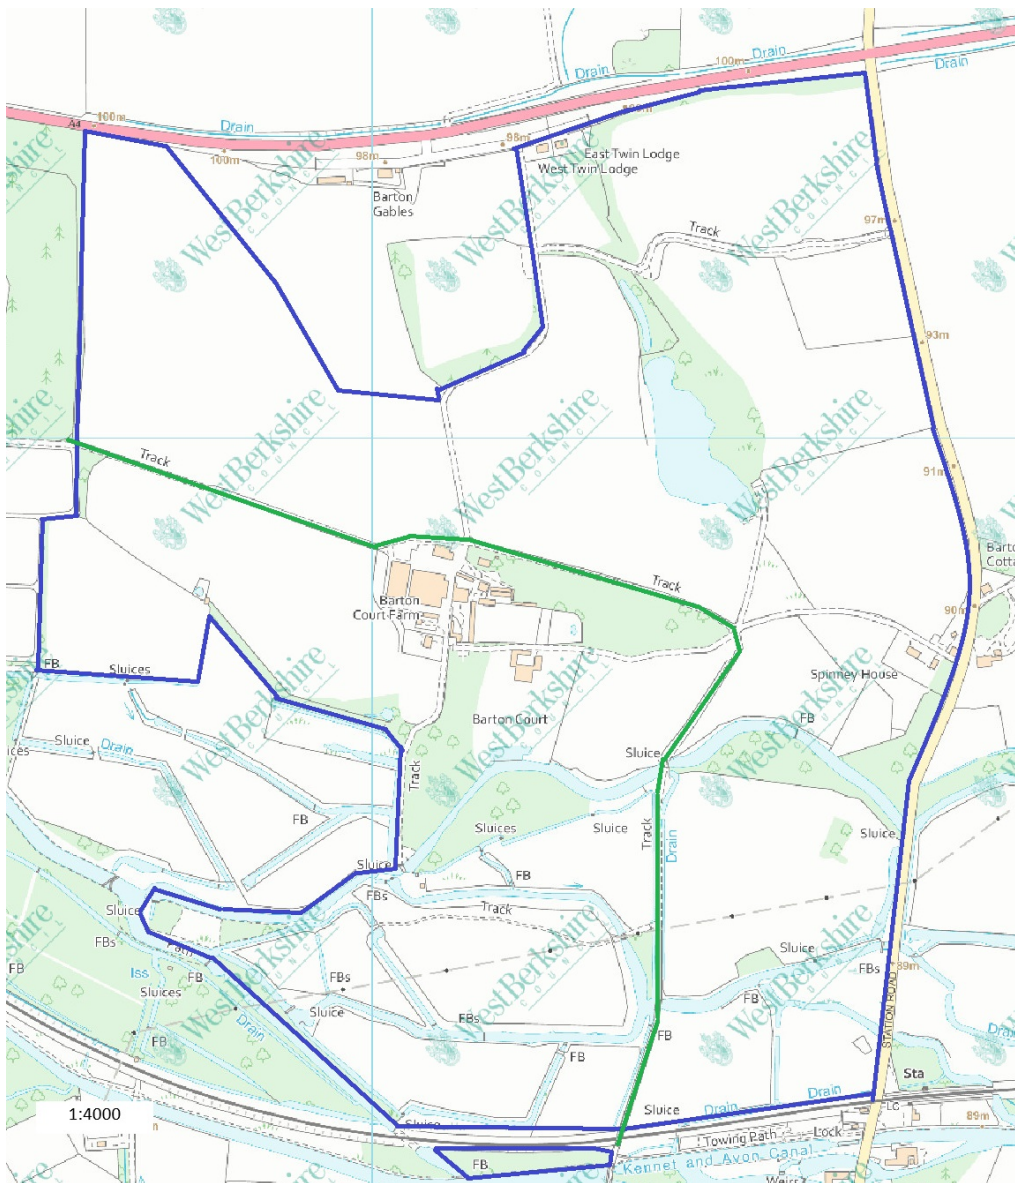 Drain
100m
Drain
Drain
100m
A4
Drain
98m
98m
100m
East Twin Lodge
West Twin Lodge
Barton
Gables
97m
Track
93m
Track
91m
Track
Barton
Court Farm
90m
FB
Sluices
Spinney House
Barton Court
FB
Sluice
Drain
Sluice
Track
FB
Sluices
Sluice
Track
Drain
Sluice
Sluice
FB
FBs
Sluice
Track
FBs
Path
Sluice
FB
Iss
FB
FBs
FBs
89m
Sluices
FB
Sluice
FBs
STATION ROAD
Drain
FB
FB
FB
Sta
1:4000
Sluice
Sluice
Drain
Drain
LC
89m
Towing Path
Lock
FB
Kennet and Avon Canal
West Berkshire
COUNCIL